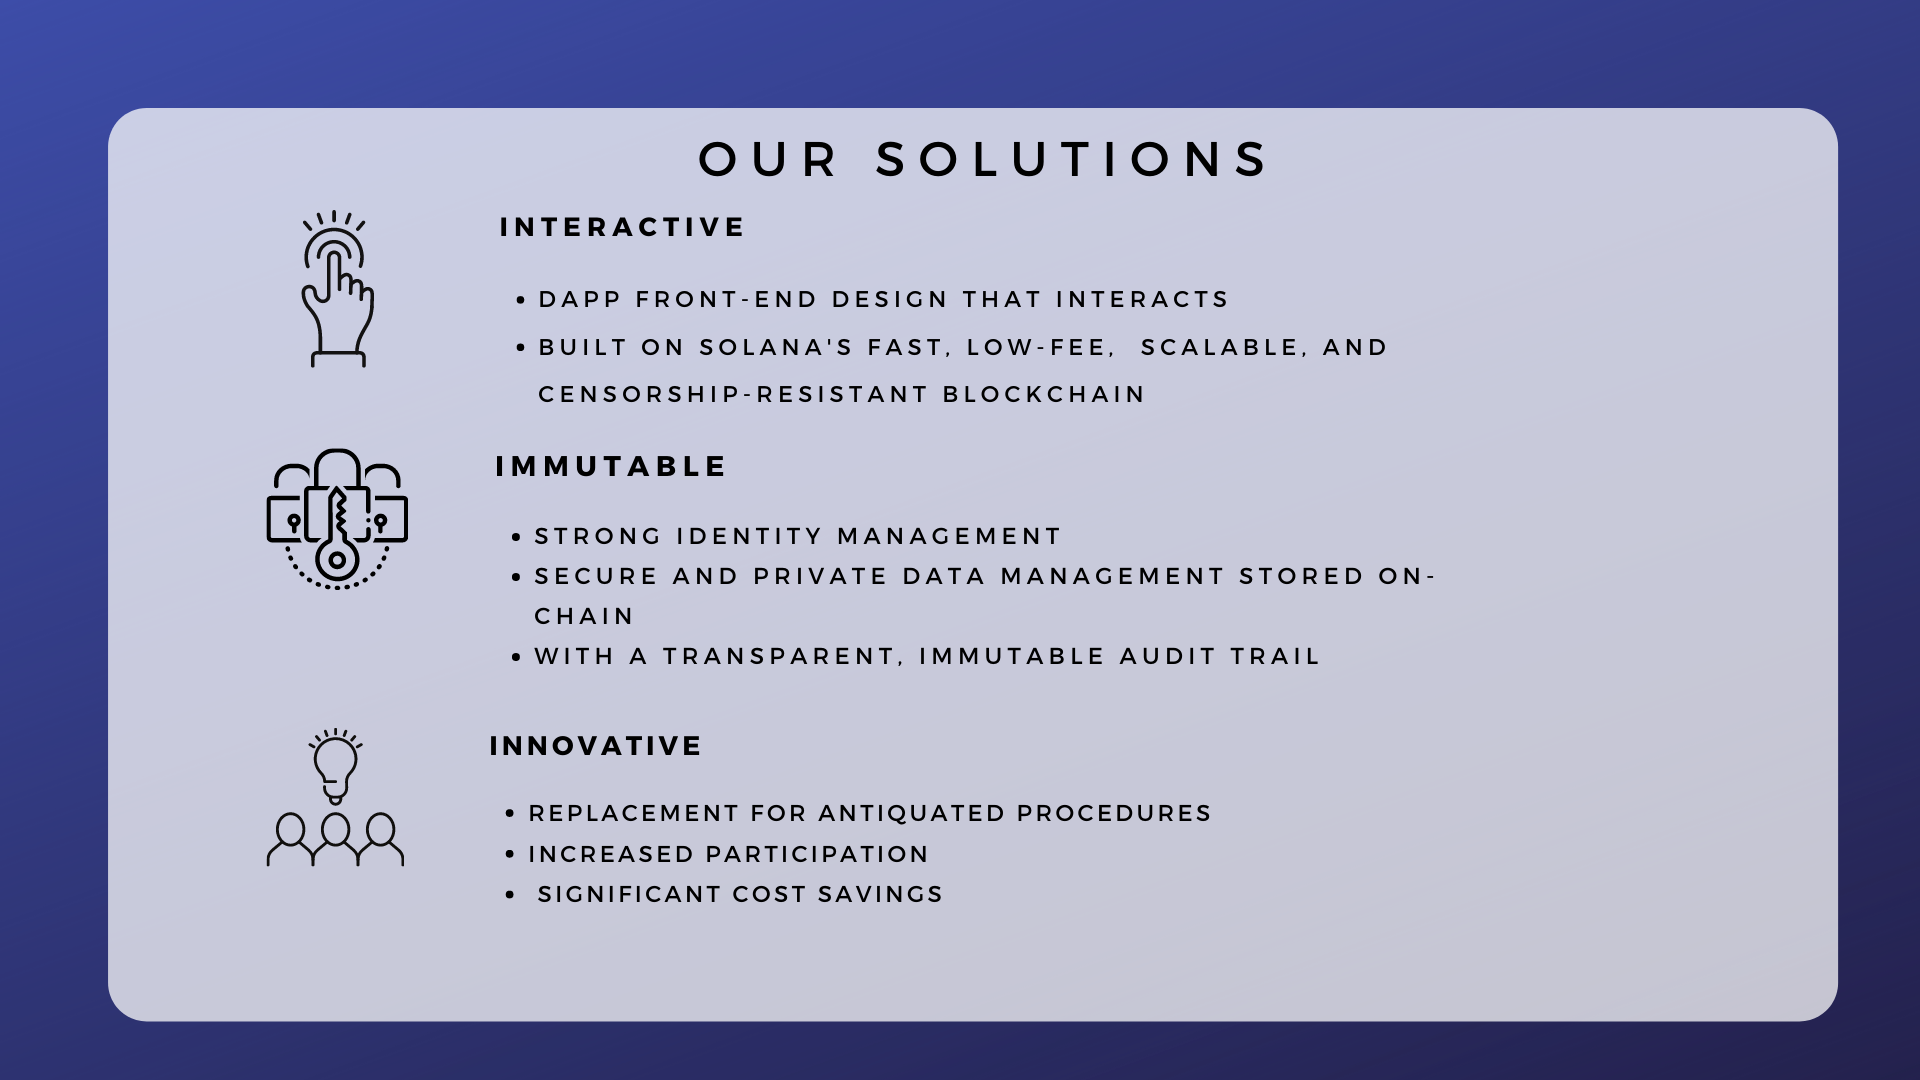 OUR SOLUTIONS
INTERACTIVE
• DAPP FRONT-END DESIGN THAT INTERACTS
• BUILT ON SOLANA'S FAST, LOW-FEE,  SCALABLE, AND
CENSORSHIP-RESISTANT BLOCKCHAIN
IMMUTABLE
• STRONG IDENTITY MANAGEMENT
• SECURE AND PRIVATE DATA MANAGEMENT STORED ON-
CHAIN
• WITH A TRANSPARENT, IMMUTABLE AUDIT TRAIL
INNOVATIVE
• REPLACEMENT FOR ANTIQUATED PROCEDURES
• INCREASED PARTICIPATION
• SIGNIFICANT COST SAVINGS